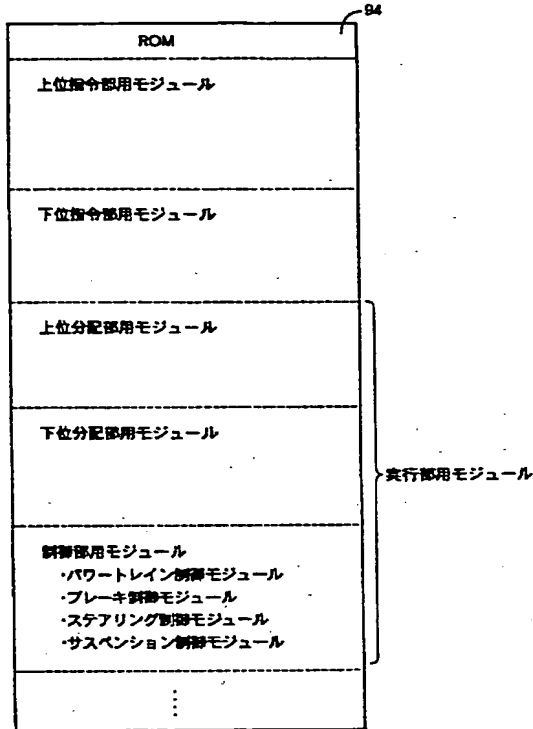 94
ROM
上位指令部用モジュール
下位指令部用モジュール
上位分配部用モジュール
下位分配部用モジュール
実行部用モジュール
制御部用モジュール
・パワートレイン制御モジュール
・ブレーキ制御モジュール
・ステアリング制御モジュール
・サスペンション制御モジュール